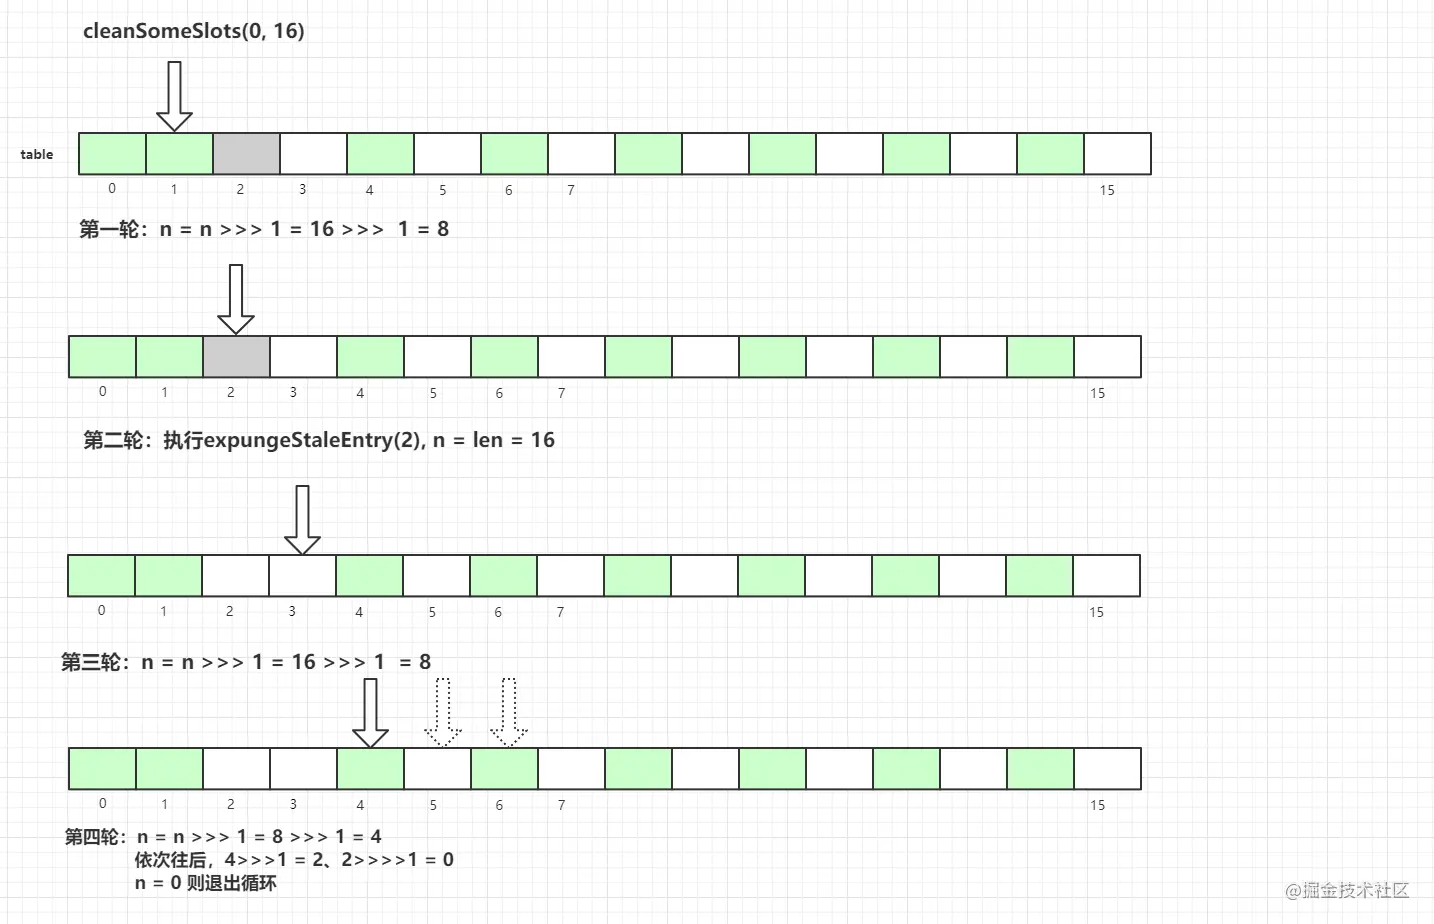 cleanSomeSlots(0, 16)
table
0 1 2 3 4 5 6 7 15
第一轮：n = n >>> 1 = 16 >>> 1 = 8
0 1 2 3 4 5 6 7 15
第二轮：执行expungeStaleEntry(2), n = len = 16
0 1 2 3 4 5 6 7 15
第三轮：n = n >>> 1 = 16 >>> 1 = 8
0 1 2 3 4 5 6 7 15
第四轮：n = n >>> 1 = 8 >>> 1 = 4
依次往后，4>>>1 = 2、2>>>>1 = 0
n = 0 则退出循环
@掘金技术社区